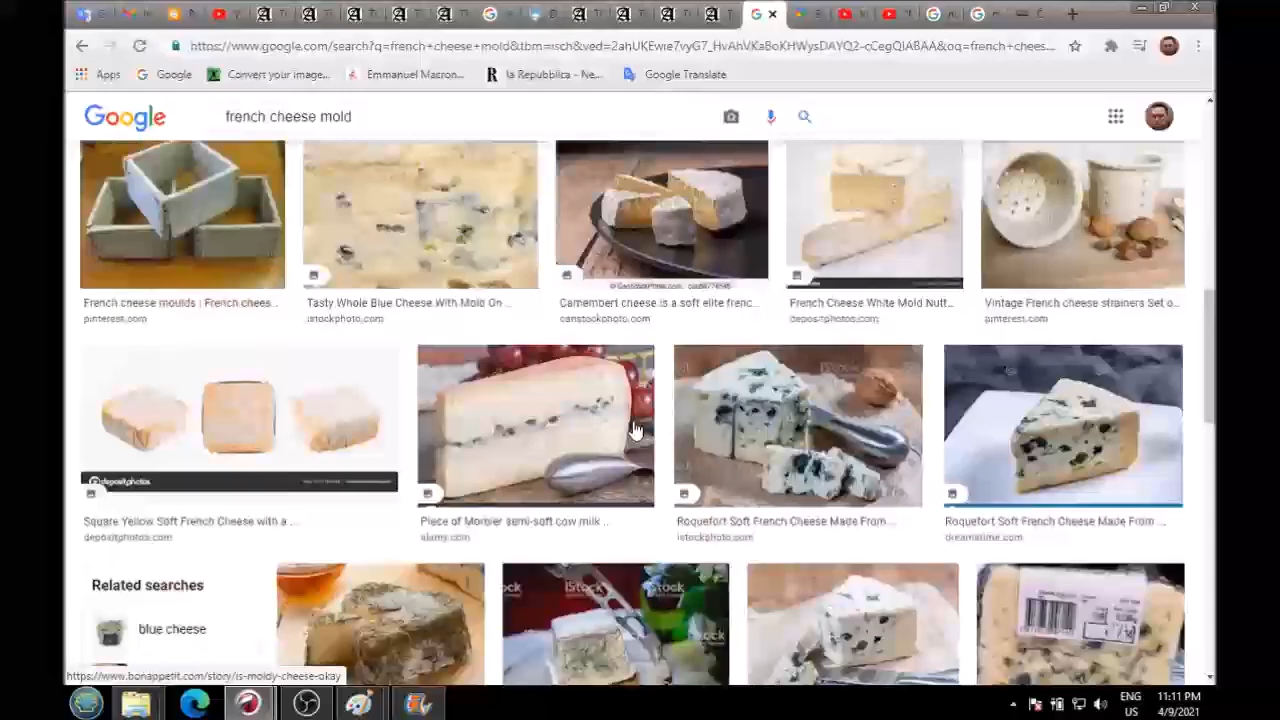 https://www.google.com/search?q=french+cheese+mold&tbm=isch&ved=2ahUKEwie7vyG7_HvAhVKaBoKHWysDAYQ2-cCegQIABAA&oq=french+chees...
Apps
Google
Convert your image...
Emmanuel Macron...
la Repubblica – Ne...
Google Translate
Google
french cheese mold
French cheese moulds | French chees..
pinterest.com
Tasty Whole Blue Cheese With Mold On ...
istockphoto.com
Camembert cheese is a soft elite frenc...
canstockphoto.com
French Cheese White Mold Nutt...
depositphotos.com
Vintage French cheese strainers Set o...
pinterest.com
depositphotos
Square Yellow Soft French Cheese with a ...
depositphotos.com
Piece of Morbier semi-soft cow milk ...
alamy.com
Roquefort Soft French Cheese Made From ...
istockphoto.com
Roquefort Soft French Cheese Made From ...
dreamstime.com
Related searches
blue cheese
iStock
iStock
https://www.bonappetit.com/story/is-moldy-cheese-okay
ENG
US
11:11 PM
4/9/2021